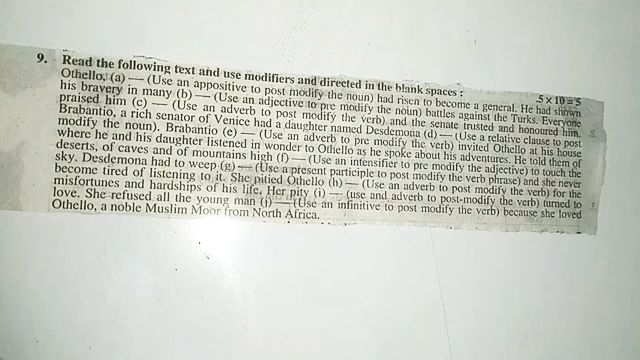 9. Read the following text and use modifiers and directed in the blank spaces : .5 × 10 = 5
Othello, (a) — (Use an appositive to post modify the noun) had risen to become a general. He had shown
his bravery in many (b) — (Use an adjective to pre modify the noun) battles against the Turks. Everyone
praised him (c) — (Use an adverb to post modify the verb) and the senate trusted and honoured him.
Brabantio, a rich senator of Venice had a daughter named Desdemona (d) — (Use a relative clause to post
modify the noun). Brabantio (e) — (Use an adverb to pre modify the verb) invited Othello at his house
where he and his daughter listened in wonder to Othello as he spoke about his adventures. He told them of
deserts, of caves and of mountains high (f) — (Use an intensifier to pre modify the adjective) to touch the
sky. Desdemona had to weep (g) — (Use a present participle to post modify the verb phrase) and she never
become tired of listening to it. She pitied Othello (h) — (Use an adverb to post modify the verb) for the
misfortunes and hardships of his life. Her pity (i) — (use and adverb to post-modify the verb) turned to
love. She refused all the young man (j) — (Use an infinitive to post modify the verb) because she loved
Othello, a noble Muslim Moor from North Africa.